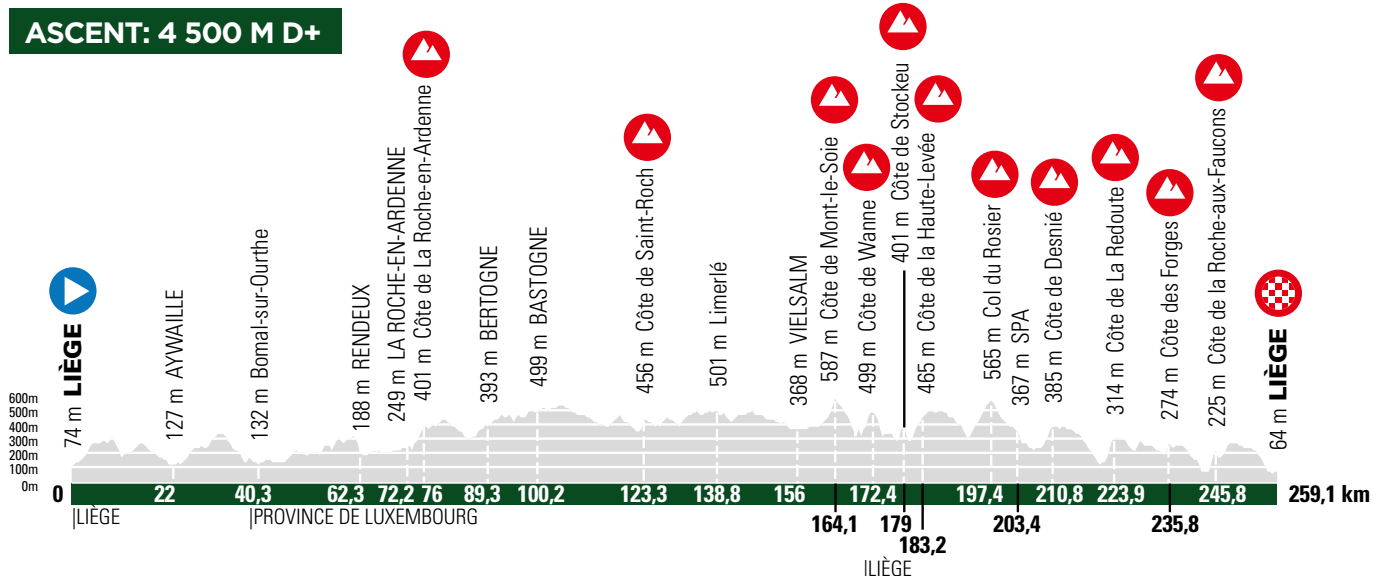 ASCENT: 4 500 M D+
74 m LIÈGE
127 m AYWAILLE
132 m Bomal-sur-Ourthe
188 m RENDEUX
249 m LA ROCHE-EN-ARDENNE
401 m Côte de La Roche-en-Ardenne
393 m BERTOGNE
499 m BASTOGNE
456 m Côte de Saint-Roch
501 m Limerlé
368 m VIELSALM
587 m Côte de Mont-le-Soie
499 m Côte de Wanne
401 m Côte de Stockeu
465 m Côte de la Haute-Levée
565 m Col du Rosier
367 m SPA
385 m Côte de Desnié
314 m Côte de La Redoute
274 m Côte des Forges
225 m Côte de la Roche-aux-Faucons
64 m LIÈGE
600m
500m
400m
300m
200m
100m
0m
0 22 40,3 62,3 72,2 76 89,3 100,2 123,3 138,8 156 172,4 197,4 210,8 223,9 245,8 259,1 km
164,1 179 203,4 235,8
183,2
|LIÈGE |PROVINCE DE LUXEMBOURG
|LIÈGE